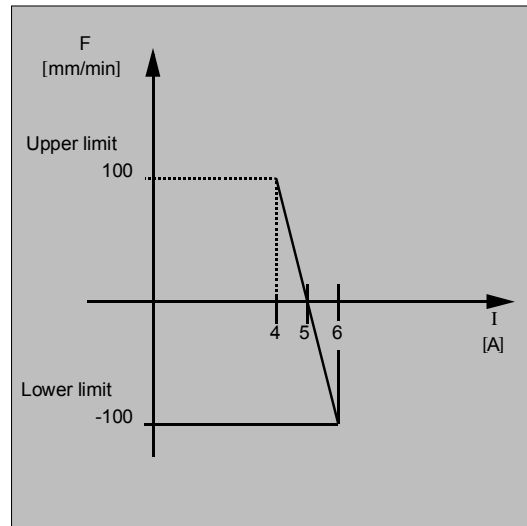 F
[mm/min]
Upper limit
100
4 5 6
I
[A]
Lower limit
-100